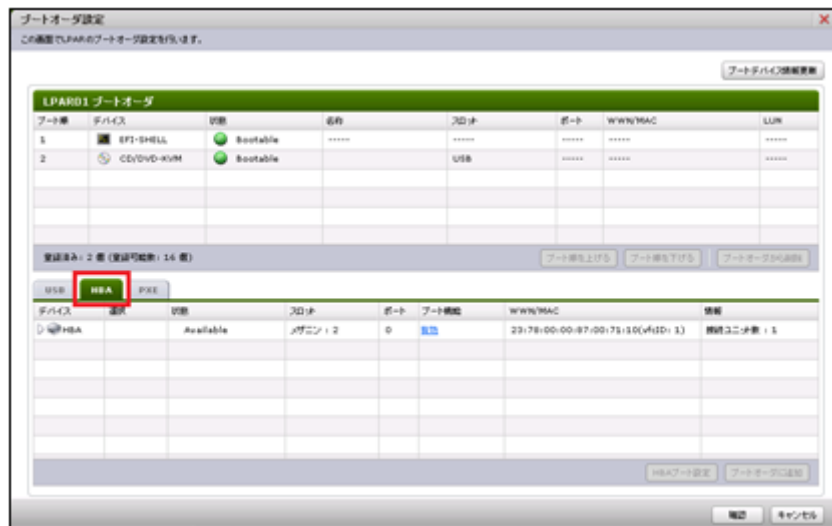 ブートオーダ設定
この画面でLPARのブートオーダ設定を行います。
ブートデバイス情報更新
LPAR01 ブートオーダ
ブート順 デバイス 状態 名称 スロット ポート WWN/MAC LUN
1 EFI-SHELL Bootable ----- ----- ----- ----- -----
2 CD/DVD-KVM Bootable USB ----- ----- -----
登録済み: 2 個 (登録可能数: 16 個)
ブート順を上げる ブート順を下げる ブートオーダから削除
USB HBA PXE
デバイス 選択 状態 スロット ポート ブート機能 WWN/MAC 情報
HBA Available メザニン : 2 0 有効 23:78:00:00:87:00:71:10(vfcID: 1) 接続ユニット数 : 1
HBAブート設定 ブートオーダに追加
確認 キャンセル